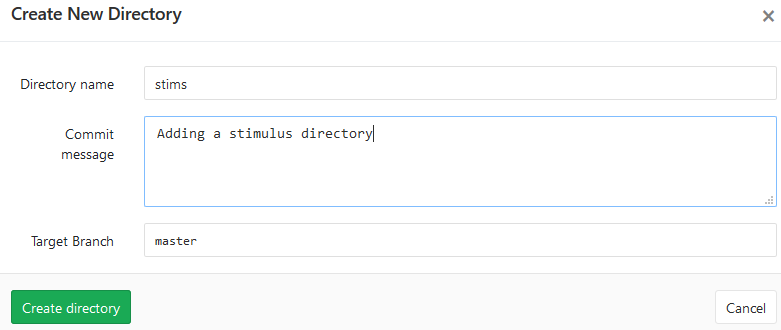 Create New Directory ×
Directory name stims
Commit message Adding a stimulus directory
Target Branch master
Create directory Cancel